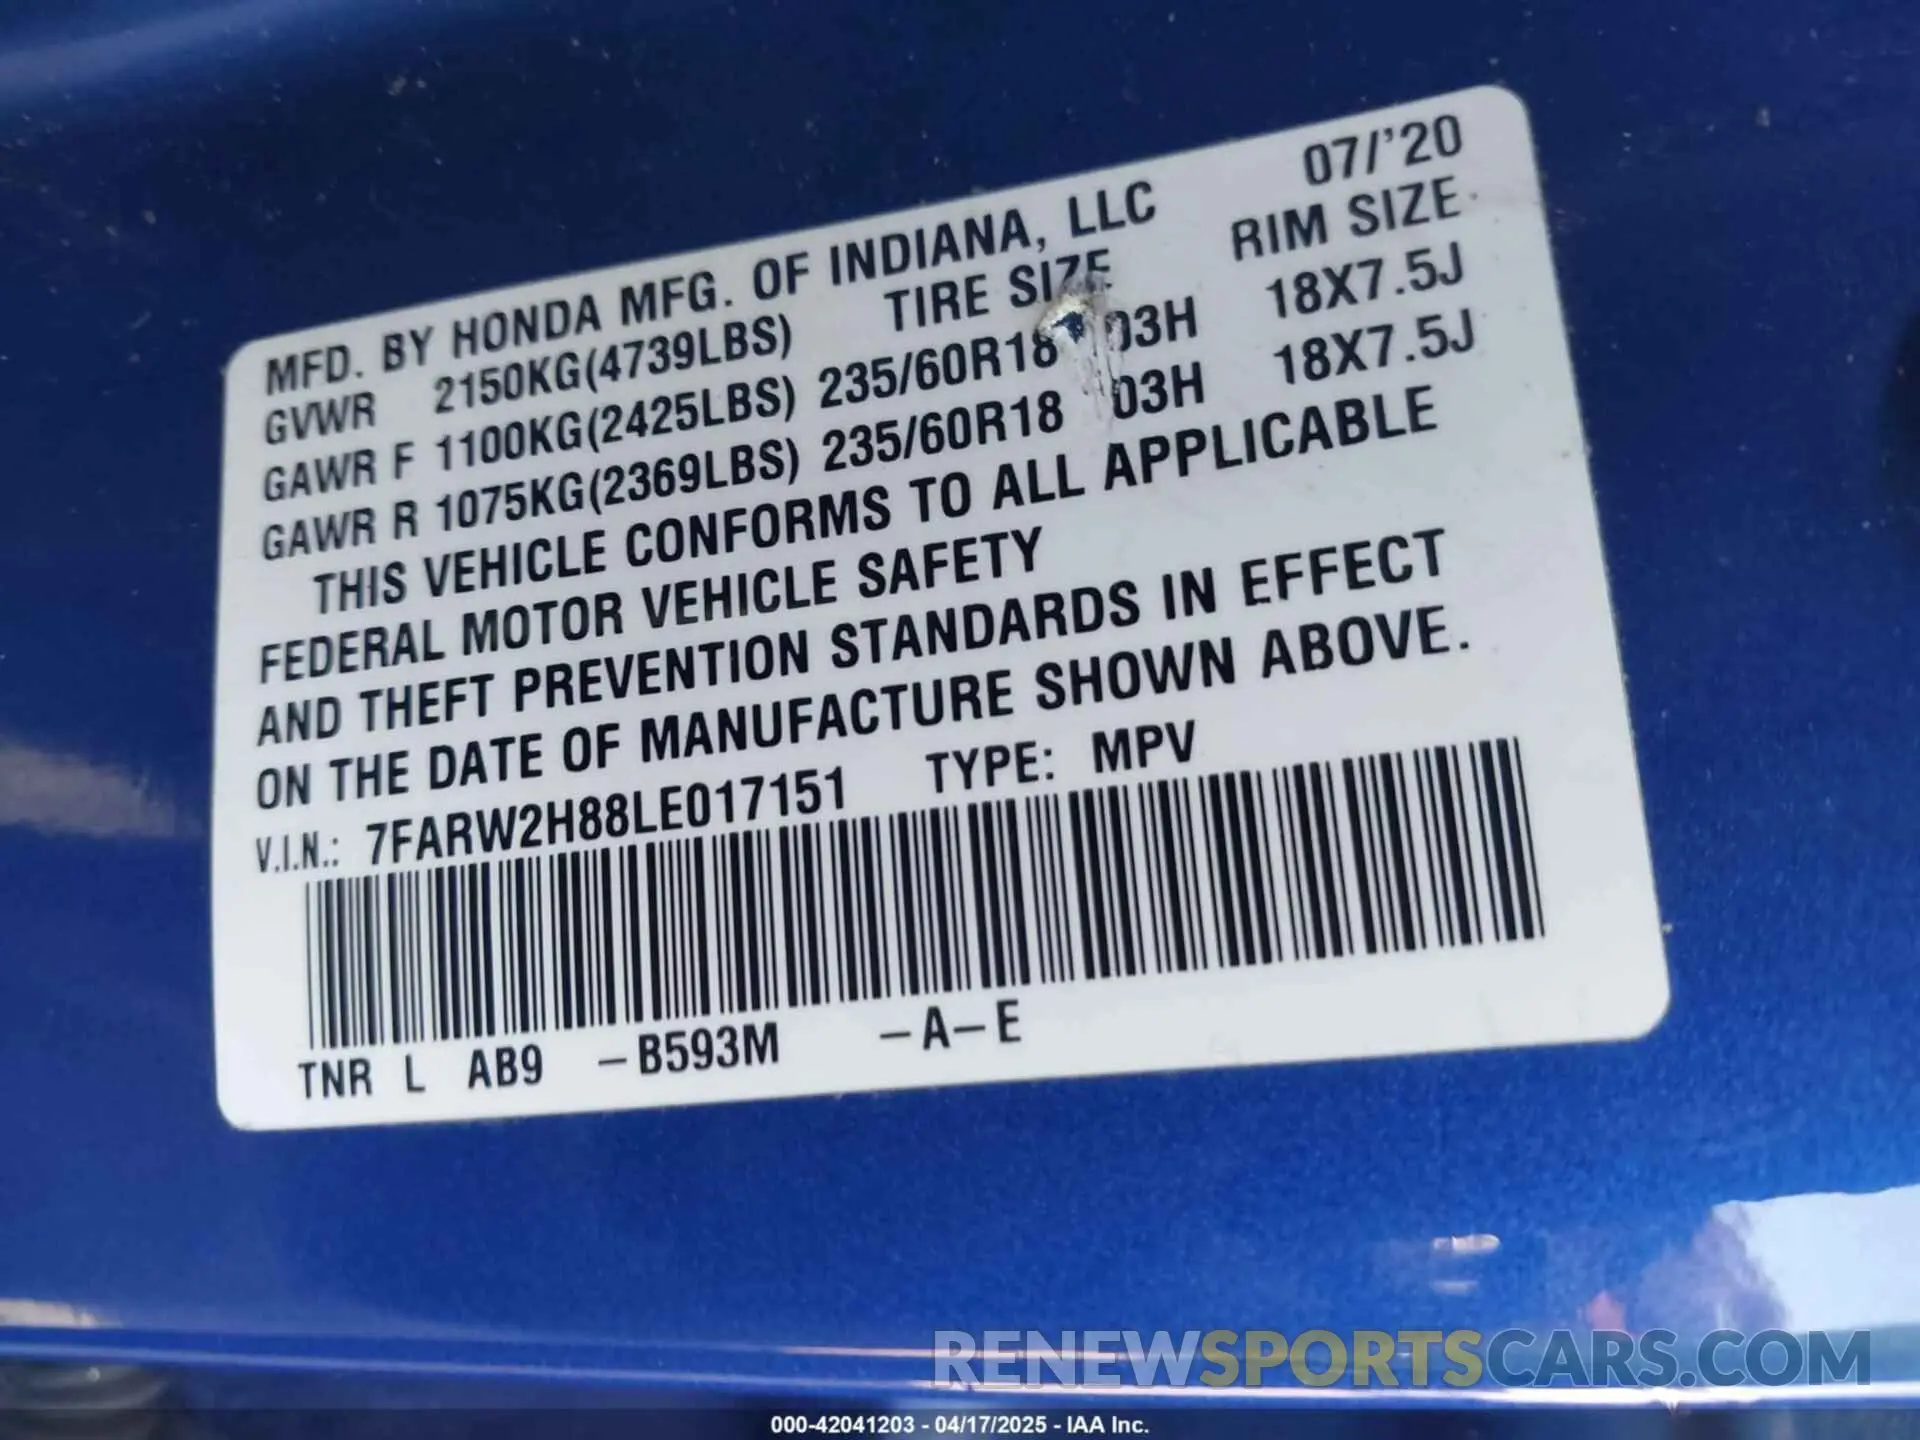 MFD. BY HONDA MFG. OF INDIANA, LLC 07/'20
GVWR 2150KG(4739LBS) TIRE SIZE RIM SIZE
GAWR F 1100KG(2425LBS) 235/60R18 03H 18X7.5J
GAWR R 1075KG(2369LBS) 235/60R18 03H 18X7.5J
THIS VEHICLE CONFORMS TO ALL APPLICABLE
FEDERAL MOTOR VEHICLE SAFETY
AND THEFT PREVENTION STANDARDS IN EFFECT
ON THE DATE OF MANUFACTURE SHOWN ABOVE.
V.I.N.: 7FARW2H88LE017151 TYPE: MPV
TNR L AB9 –B593M –A–E
RENEWSPORTSCARS.COM
000-42041203 - 04/17/2025 - IAA Inc.